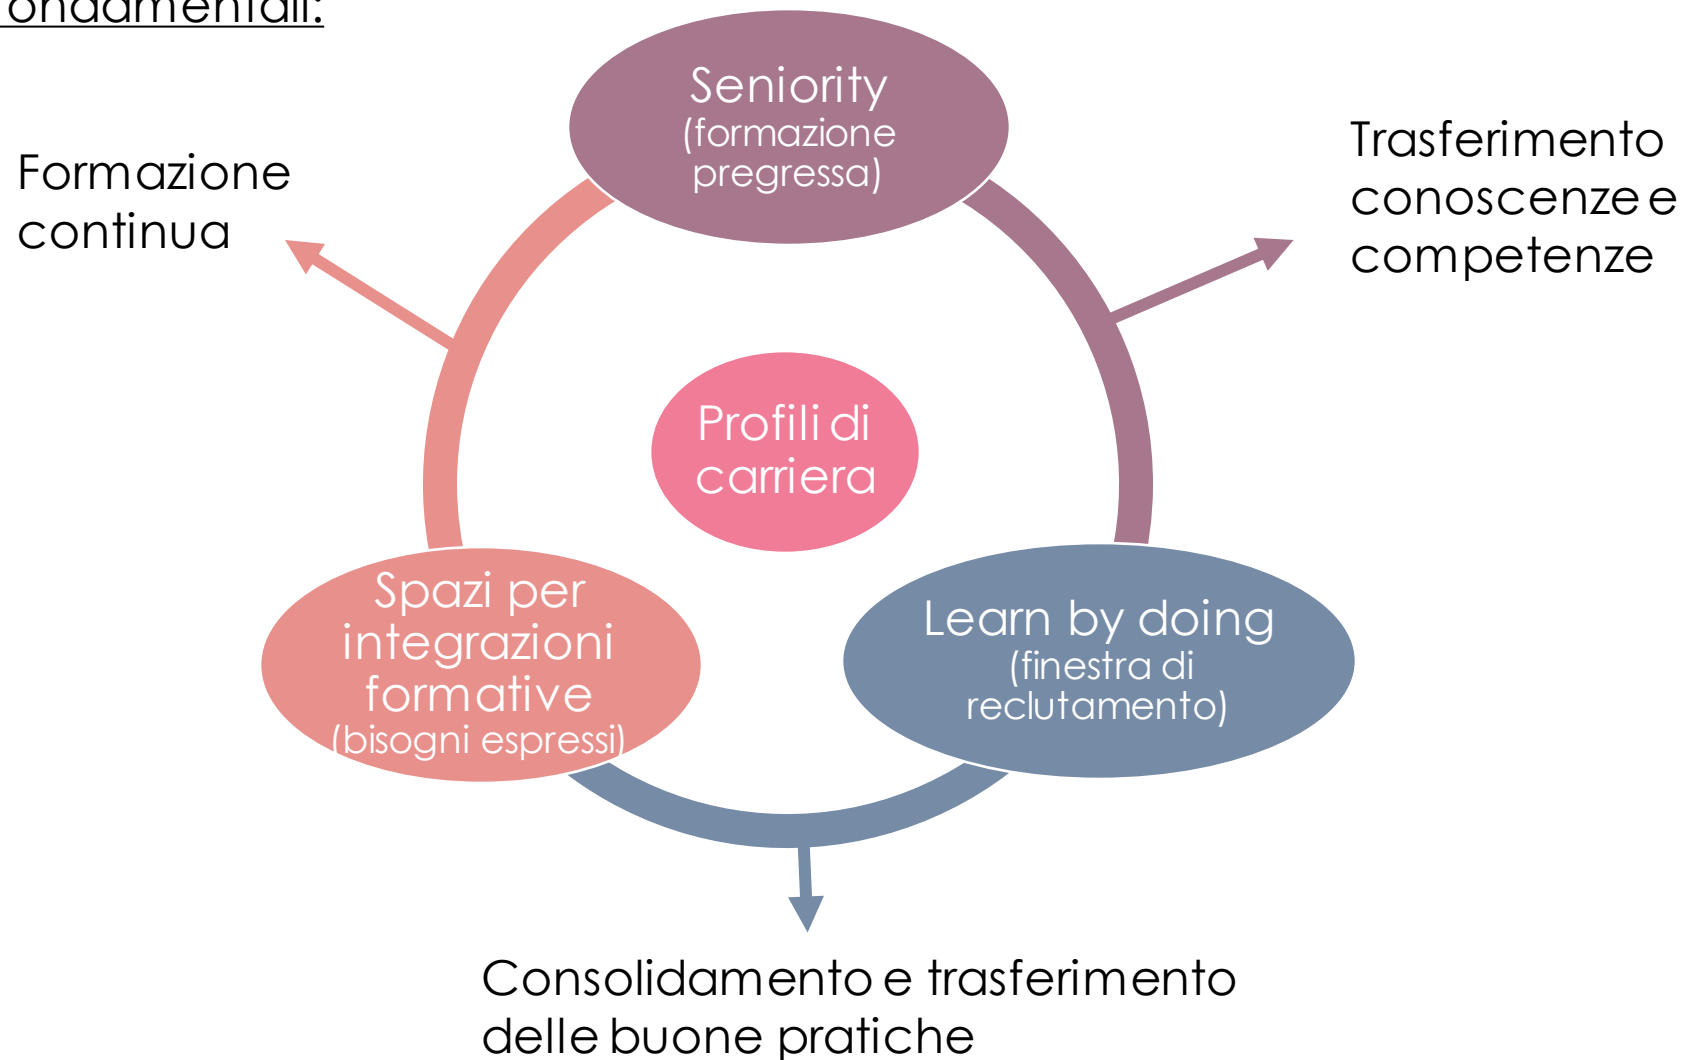 ondamentali:
Seniority
(formazione
pregressa)
Formazione
continua
Trasferimento
conoscenze e
competenze
Profili di
carriera
Spazi per
integrazioni
formative
(bisogni espressi)
Learn by doing
(finestra di
reclutamento)
Consolidamento e trasferimento
delle buone pratiche